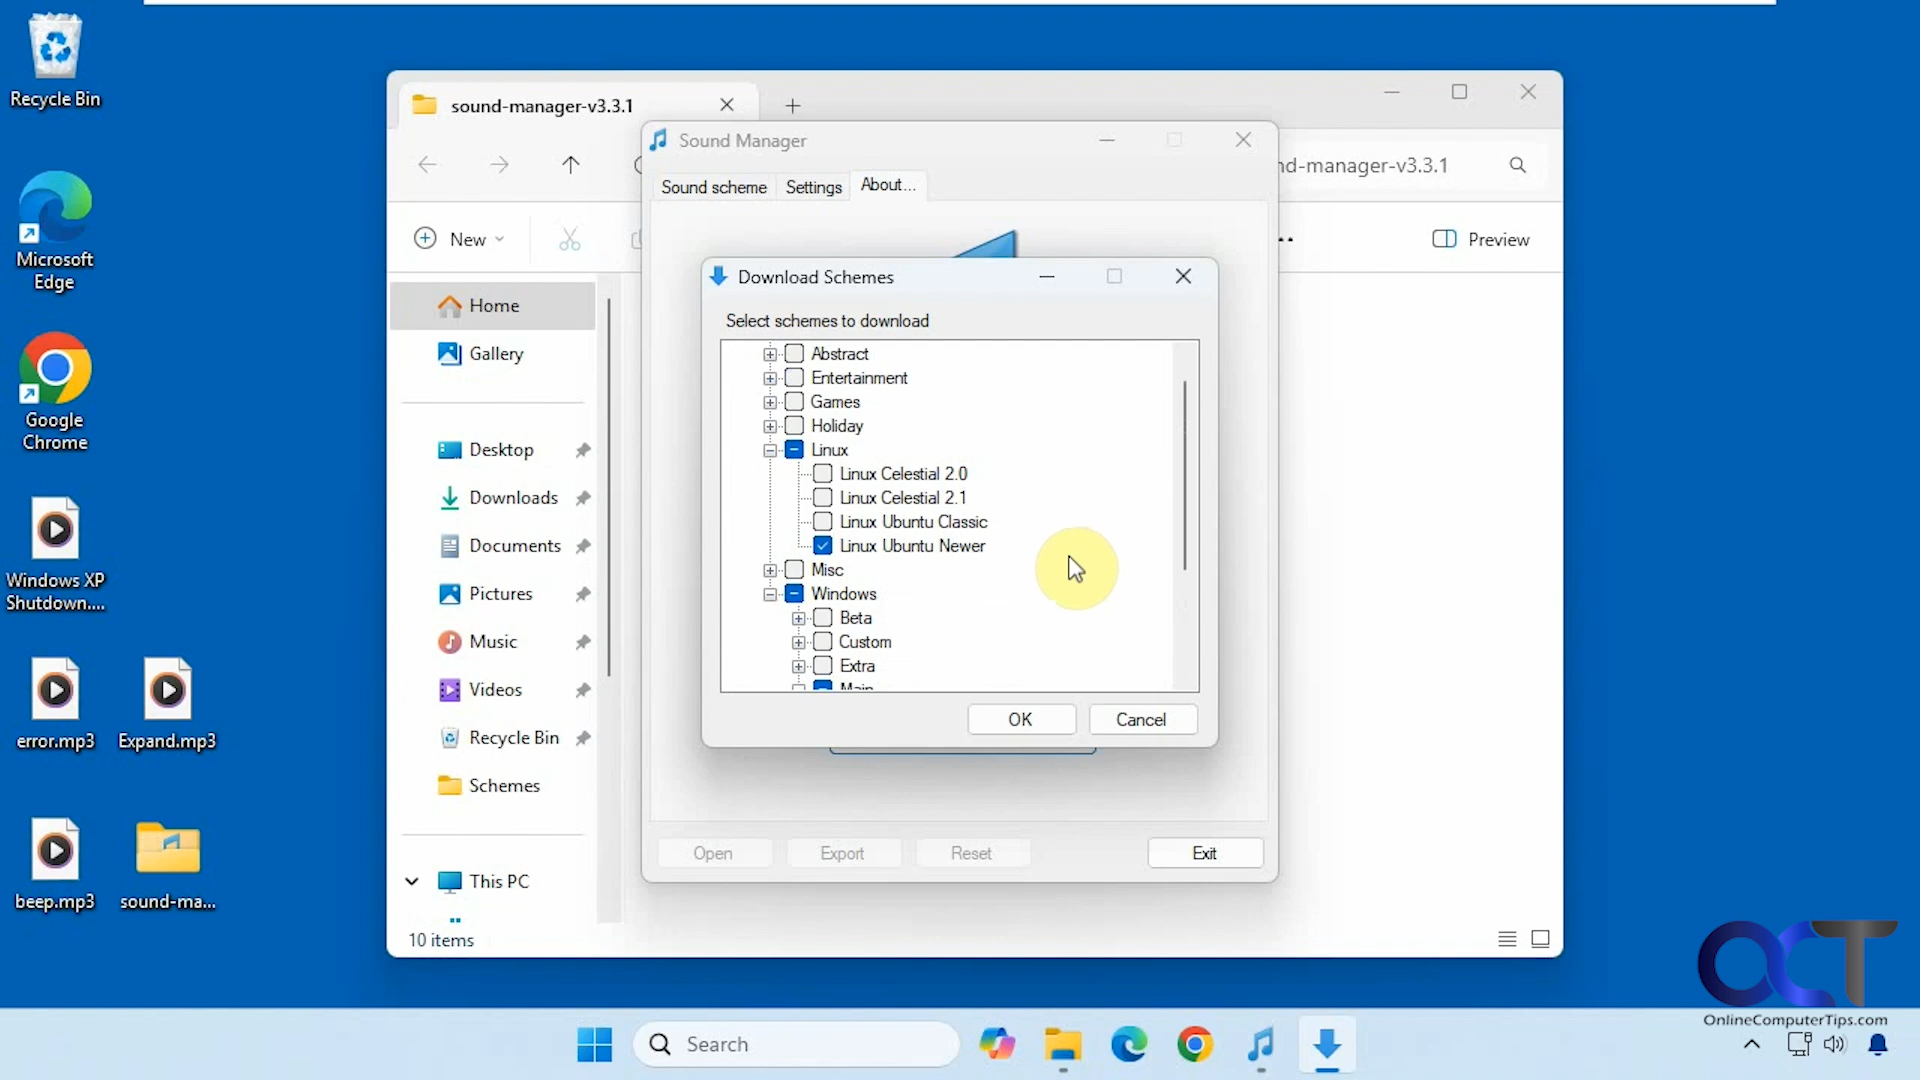 Recycle Bin
Microsoft
Edge
Google
Chrome
Windows XP
Shutdown....
error.mp3
Expand.mp3
beep.mp3
sound-ma...
sound-manager-v3.3.1
nd-manager-v3.3.1
New
Preview
Home
Gallery
Desktop
Downloads
Documents
Pictures
Music
Videos
Recycle Bin
Schemes
This PC
10 items
Sound Manager
Sound scheme
Settings
About...
Download Schemes
Select schemes to download
Abstract
Entertainment
Games
Holiday
Linux
Linux Celestial 2.0
Linux Celestial 2.1
Linux Ubuntu Classic
Linux Ubuntu Newer
Misc
Windows
Beta
Custom
Extra
Main
OK
Cancel
Open
Export
Reset
Exit
OCT
OnlineComputerTips.com
Search